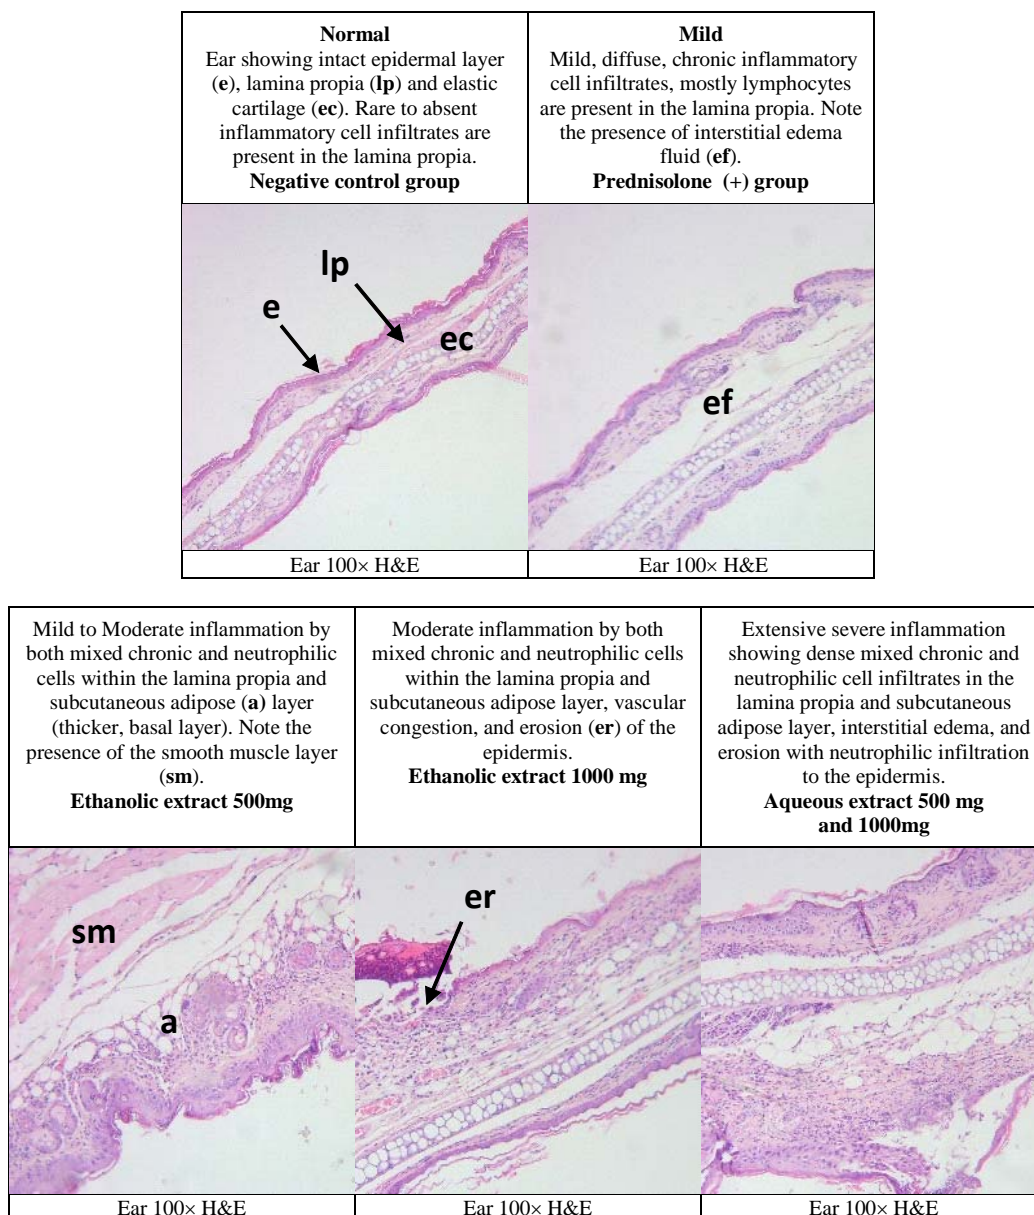 Normal
Ear showing intact epidermal layer
(e), lamina propia (lp) and elastic
cartilage (ec). Rare to absent
inflammatory cell infiltrates are
present in the lamina propia.
Negative control group
Mild
Mild, diffuse, chronic inflammatory
cell infiltrates, mostly lymphocytes
are present in the lamina propia. Note
the presence of interstitial edema
fluid (ef).
Prednisolone (+) group
lp
e
ec
ef
Ear 100× H&E
Ear 100× H&E
Mild to Moderate inflammation by
both mixed chronic and neutrophilic
cells within the lamina propia and
subcutaneous adipose (a) layer
(thicker, basal layer). Note the
presence of the smooth muscle layer
(sm).
Ethanolic extract 500mg
Moderate inflammation by both
mixed chronic and neutrophilic cells
within the lamina propia and
subcutaneous adipose layer, vascular
congestion, and erosion (er) of the
epidermis.
Ethanolic extract 1000 mg
Extensive severe inflammation
showing dense mixed chronic and
neutrophilic cell infiltrates in the
lamina propia and subcutaneous
adipose layer, interstitial edema, and
erosion with neutrophilic infiltration
to the epidermis.
Aqueous extract 500 mg
and 1000mg
sm
a
er
Ear 100× H&E
Ear 100× H&E
Ear 100× H&E